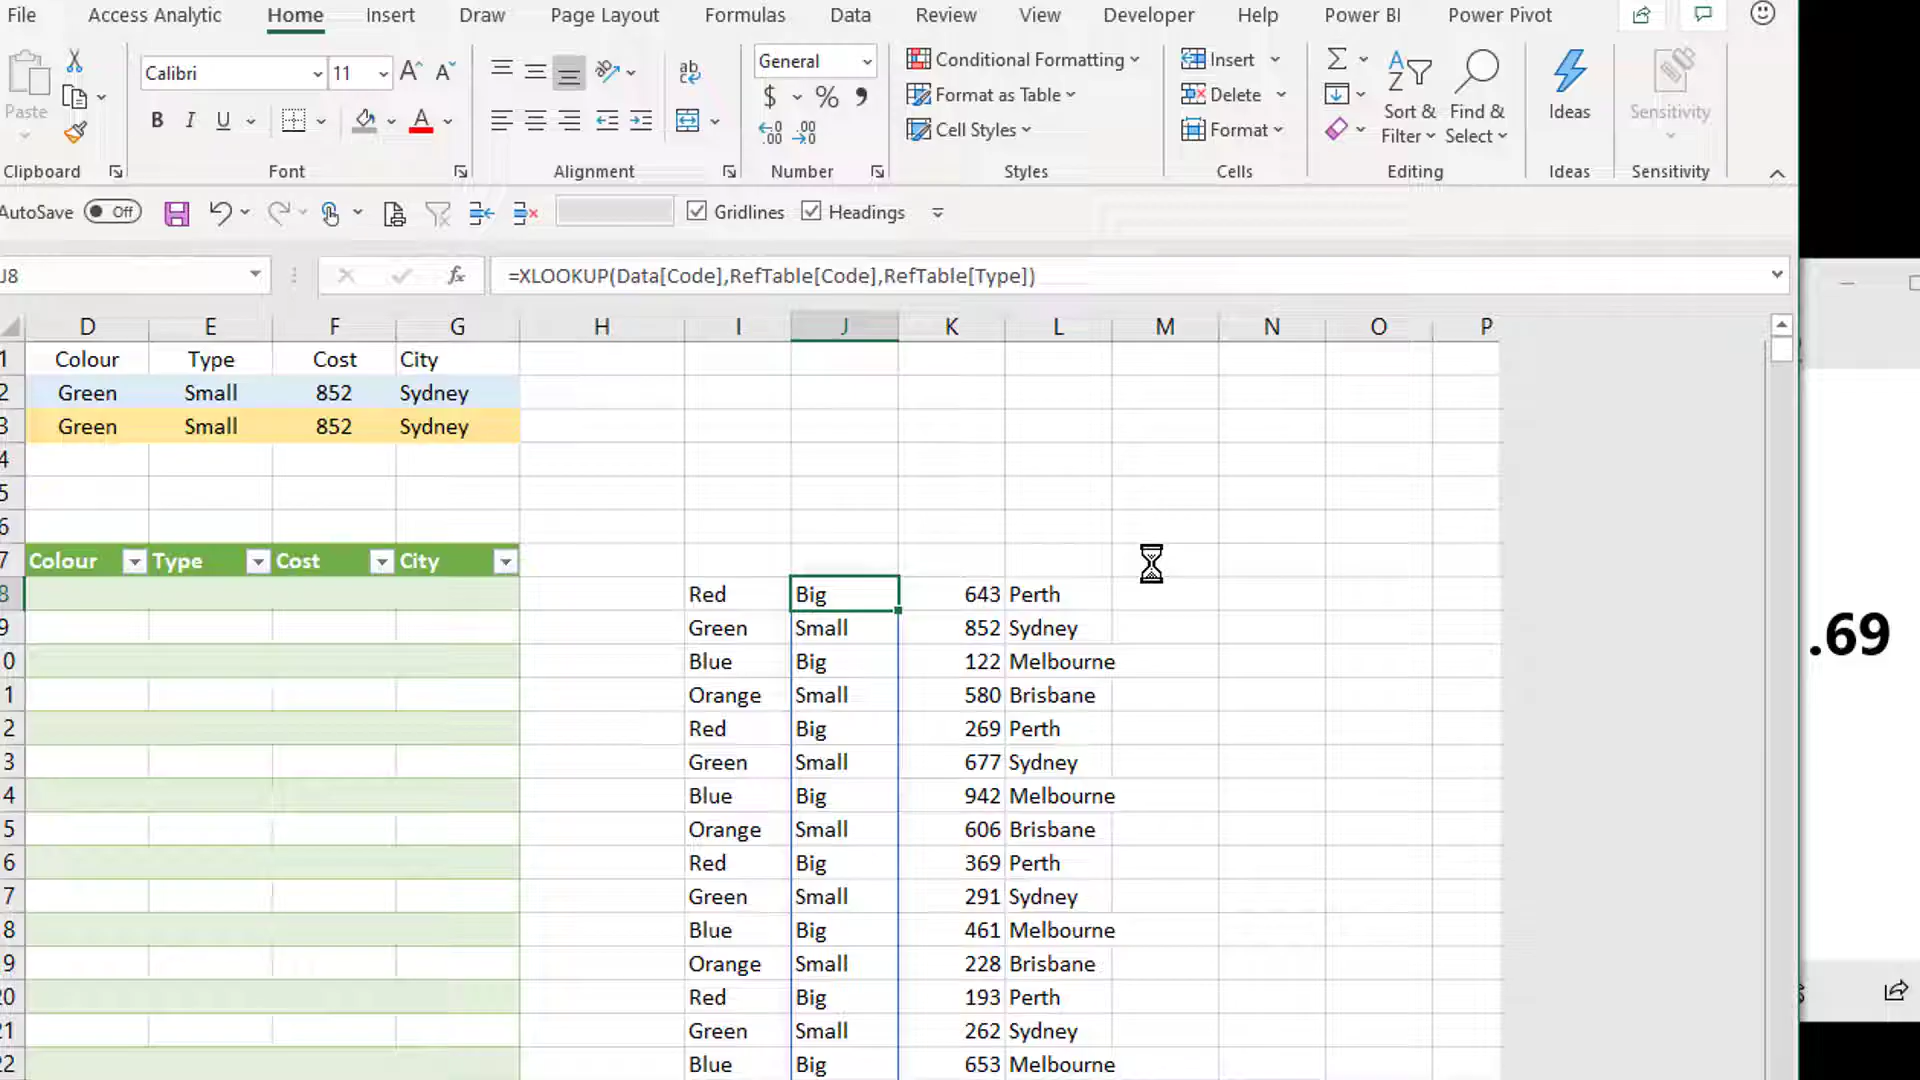 File Access Analytic Home Insert Draw Page Layout Formulas Data Review View Developer Help Power BI Power Pivot
Calibri 11 General Conditional Formatting Insert
Paste Format as Table Delete Sort & Find & Ideas Sensitivity
B I U A $ % Cell Styles Format Filter Select
Clipboard Font Alignment Number Styles Cells Editing Ideas Sensitivity
AutoSave Off Gridlines Headings
J8 fx =XLOOKUP(Data[Code],RefTable[Code],RefTable[Type])
D E F G H I J K L M N O P
1 Colour Type Cost City
2 Green Small 852 Sydney
3 Green Small 852 Sydney
4
5
6
7 Colour Type Cost City
8 Red Big 643 Perth
9 Green Small 852 Sydney
0 Blue Big 122 Melbourne
1 Orange Small 580 Brisbane
2 Red Big 269 Perth
3 Green Small 677 Sydney
4 Blue Big 942 Melbourne
5 Orange Small 606 Brisbane
6 Red Big 369 Perth
7 Green Small 291 Sydney
8 Blue Big 461 Melbourne
9 Orange Small 228 Brisbane
20 Red Big 193 Perth
21 Green Small 262 Sydney
22 Blue Big 653 Melbourne
.69